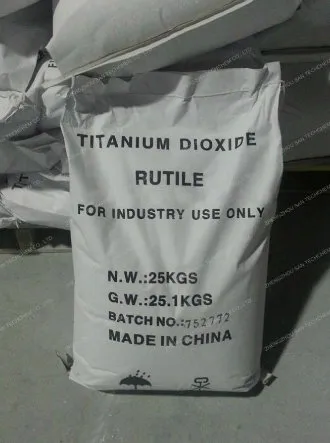 TITANIUM DIOXIDE
RUTILE
FOR INDUSTRY USE ONLY
N.W.:25KGS
G.W.:25.1KGS
BATCH NO.:752772
MADE IN CHINA